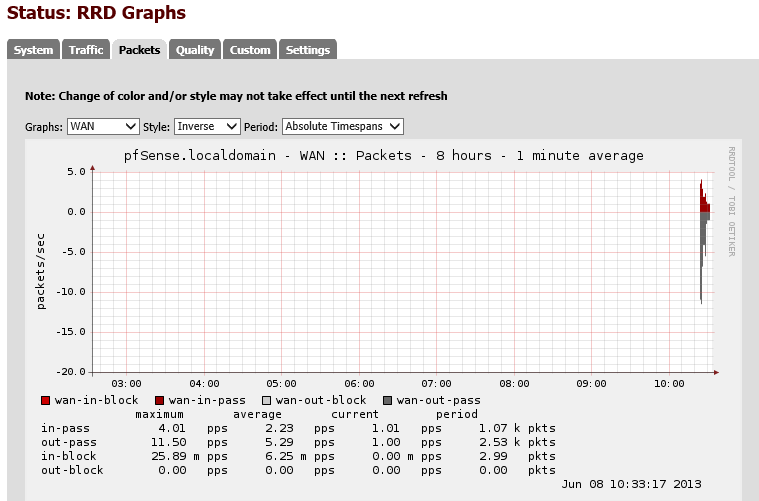 Status: RRD Graphs
System Traffic Packets Quality Custom Settings
Note: Change of color and/or style may not take effect until the next refresh
Graphs: WAN Style: Inverse Period: Absolute Timespans
pfSense.localdomain - WAN :: Packets - 8 hours - 1 minute average
RRDTOOL / TOBI OETIKER
packets/sec
5.0
0.0
-5.0
-10.0
-15.0
-20.0
03:00 04:00 05:00 06:00 07:00 08:00 09:00 10:00
wan-in-block wan-in-pass wan-out-block wan-out-pass
maximum average current period
in-pass 4.01 pps 2.23 pps 1.01 pps 1.07 k pkts
out-pass 11.50 pps 5.29 pps 1.00 pps 2.53 k pkts
in-block 25.89 m pps 6.25 m pps 0.00 m pps 2.99 pkts
out-block 0.00 pps 0.00 pps 0.00 pps 0.00 pkts
Jun 08 10:33:17 2013